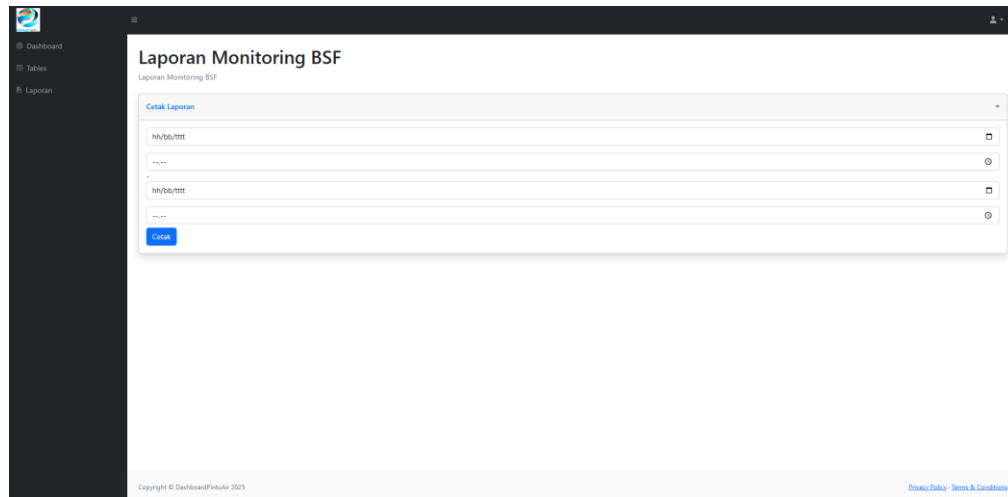 Dashboard
Tables
Laporan
Laporan Monitoring BSF
Laporan Monitoring BSF
Cetak Laporan
hh/bb/tttt
--.--
-
hh/bb/tttt
--.--
Cetak
Copyright © DashboardPintuAir 2023
Privacy Policy · Terms & Conditions